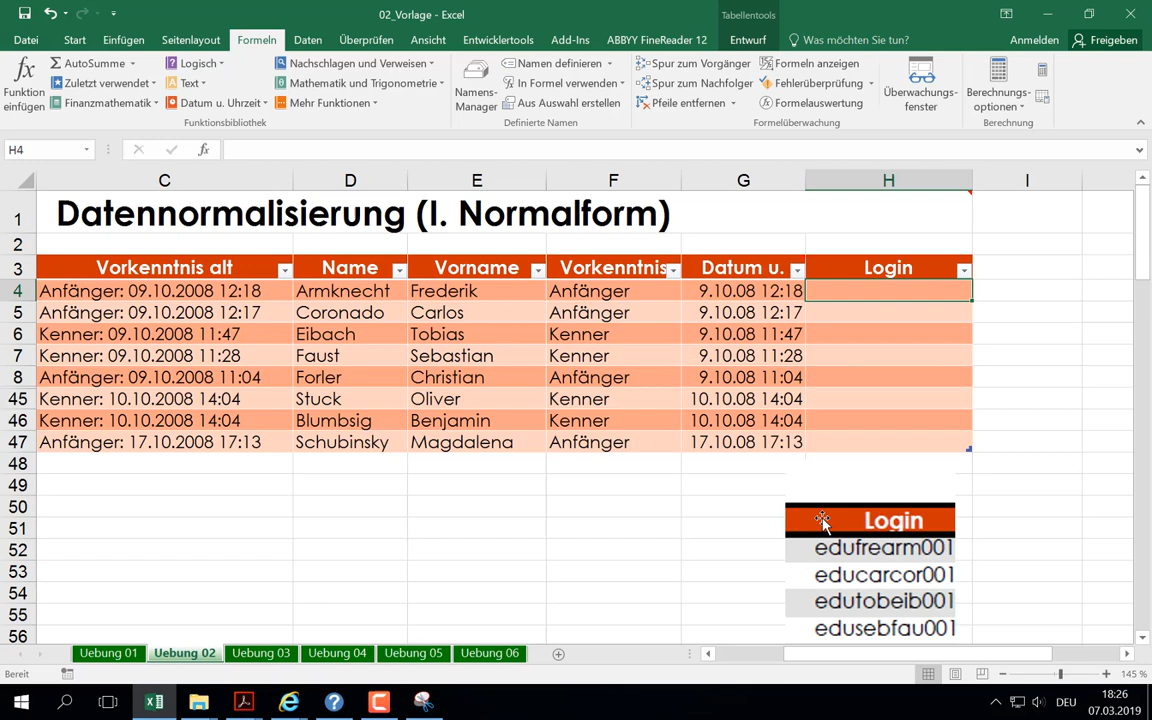 02_Vorlage - Excel
Tabellentools
Datei Start Einfügen Seitenlayout Formeln Daten Überprüfen Ansicht Entwicklertools Add-Ins ABBYY FineReader 12 Entwurf Was möchten Sie tun? Anmelden Freigeben
fx Funktion einfügen
AutoSumme
Zuletzt verwendet
Finanzmathematik
Logisch
Text
Datum u. Uhrzeit
Nachschlagen und Verweisen
Mathematik und Trigonometrie
Mehr Funktionen
Funktionsbibliothek
Namens-Manager
Namen definieren
In Formel verwenden
Aus Auswahl erstellen
Definierte Namen
Spur zum Vorgänger
Spur zum Nachfolger
Pfeile entfernen
Formeln anzeigen
Fehlerüberprüfung
Formelauswertung
Formelüberwachung
Überwachungs-
fenster
Berechnungs-
optionen
Berechnung
H4 fx
C D E F G H I
1 Datennormalisierung (I. Normalform)
2
3 Vorkenntnis alt Name Vorname Vorkenntnis Datum u. Login
4 Anfänger: 09.10.2008 12:18 Armknecht Frederik Anfänger 9.10.08 12:18
5 Anfänger: 09.10.2008 12:17 Coronado Carlos Anfänger 9.10.08 12:17
6 Kenner: 09.10.2008 11:47 Eibach Tobias Kenner 9.10.08 11:47
7 Kenner: 09.10.2008 11:28 Faust Sebastian Kenner 9.10.08 11:28
8 Anfänger: 09.10.2008 11:04 Forler Christian Anfänger 9.10.08 11:04
45 Kenner: 10.10.2008 14:04 Stuck Oliver Kenner 10.10.08 14:04
46 Kenner: 10.10.2008 14:04 Blumbsig Benjamin Kenner 10.10.08 14:04
47 Anfänger: 17.10.2008 17:13 Schubinsky Magdalena Anfänger 17.10.08 17:13
48
49
50
51 Login
52 edufrearm001
53 educarcor001
54 edutobeib001
55 edusebfau001
56
Uebung 01 Uebung 02 Uebung 03 Uebung 04 Uebung 05 Uebung 06
Bereit 145 %
DEU 18:26
07.03.2019